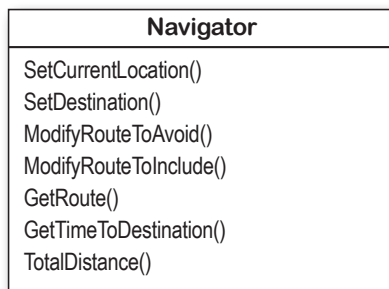 Navigator
SetCurrentLocation()
SetDestination()
ModifyRouteToAvoid()
ModifyRouteToInclude()
GetRoute()
GetTimeToDestination()
TotalDistance()